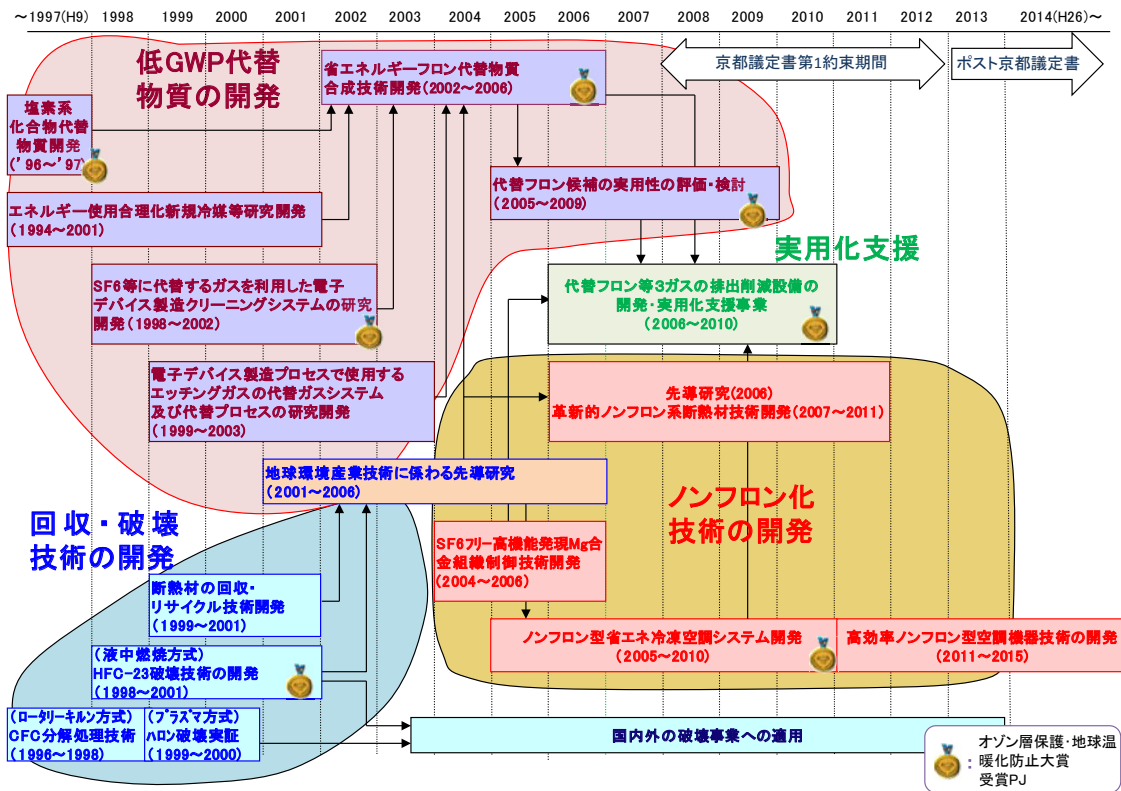 ～1997(H9) 1998 1999 2000 2001 2002 2003 2004 2005 2006 2007 2008 2009 2010 2011 2012 2013 2014(H26)～
京都議定書第1約束期間
ポスト京都議定書
低GWP代替
物質の開発
省エネルギーフロン代替物質
合成技術開発(2002～2006)
塩素系
化合物代替
物質開発
('96～'97)
代替フロン候補の実用性の評価・検討
(2005～2009)
エネルギー使用合理化新規冷媒等研究開発
(1994～2001)
実用化支援
SF6等に代替するガスを利用した電子
デバイス製造クリーニングシステムの研究
開発(1998～2002)
代替フロン等3ガスの排出削減設備の
開発・実用化支援事業
(2006～2010)
電子デバイス製造プロセスで使用する
エッチングガスの代替ガスシステム
及び代替プロセスの研究開発
(1999～2003)
先導研究(2006)
革新的ノンフロン系断熱材技術開発(2007～2011)
地球環境産業技術に係わる先導研究
(2001～2006)
回収・破壊
技術の開発
ノンフロン化
技術の開発
SF6フリー高機能発現Mg合
金組織制御技術開発
(2004～2006)
断熱材の回収・
リサイクル技術開発
(1999～2001)
ノンフロン型省エネ冷凍空調システム開発
(2005～2010)
高効率ノンフロン型空調機器技術の開発
(2011～2015)
(液中燃焼方式)
HFC-23破壊技術の開発
(1998～2001)
(ロータリーキルン方式)
CFC分解処理技術
(1996～1998)
(プラズマ方式)
ハロン破壊実証
(1999～2000)
国内外の破壊事業への適用
オゾン層保護・地球温
：暖化防止大賞
受賞PJ